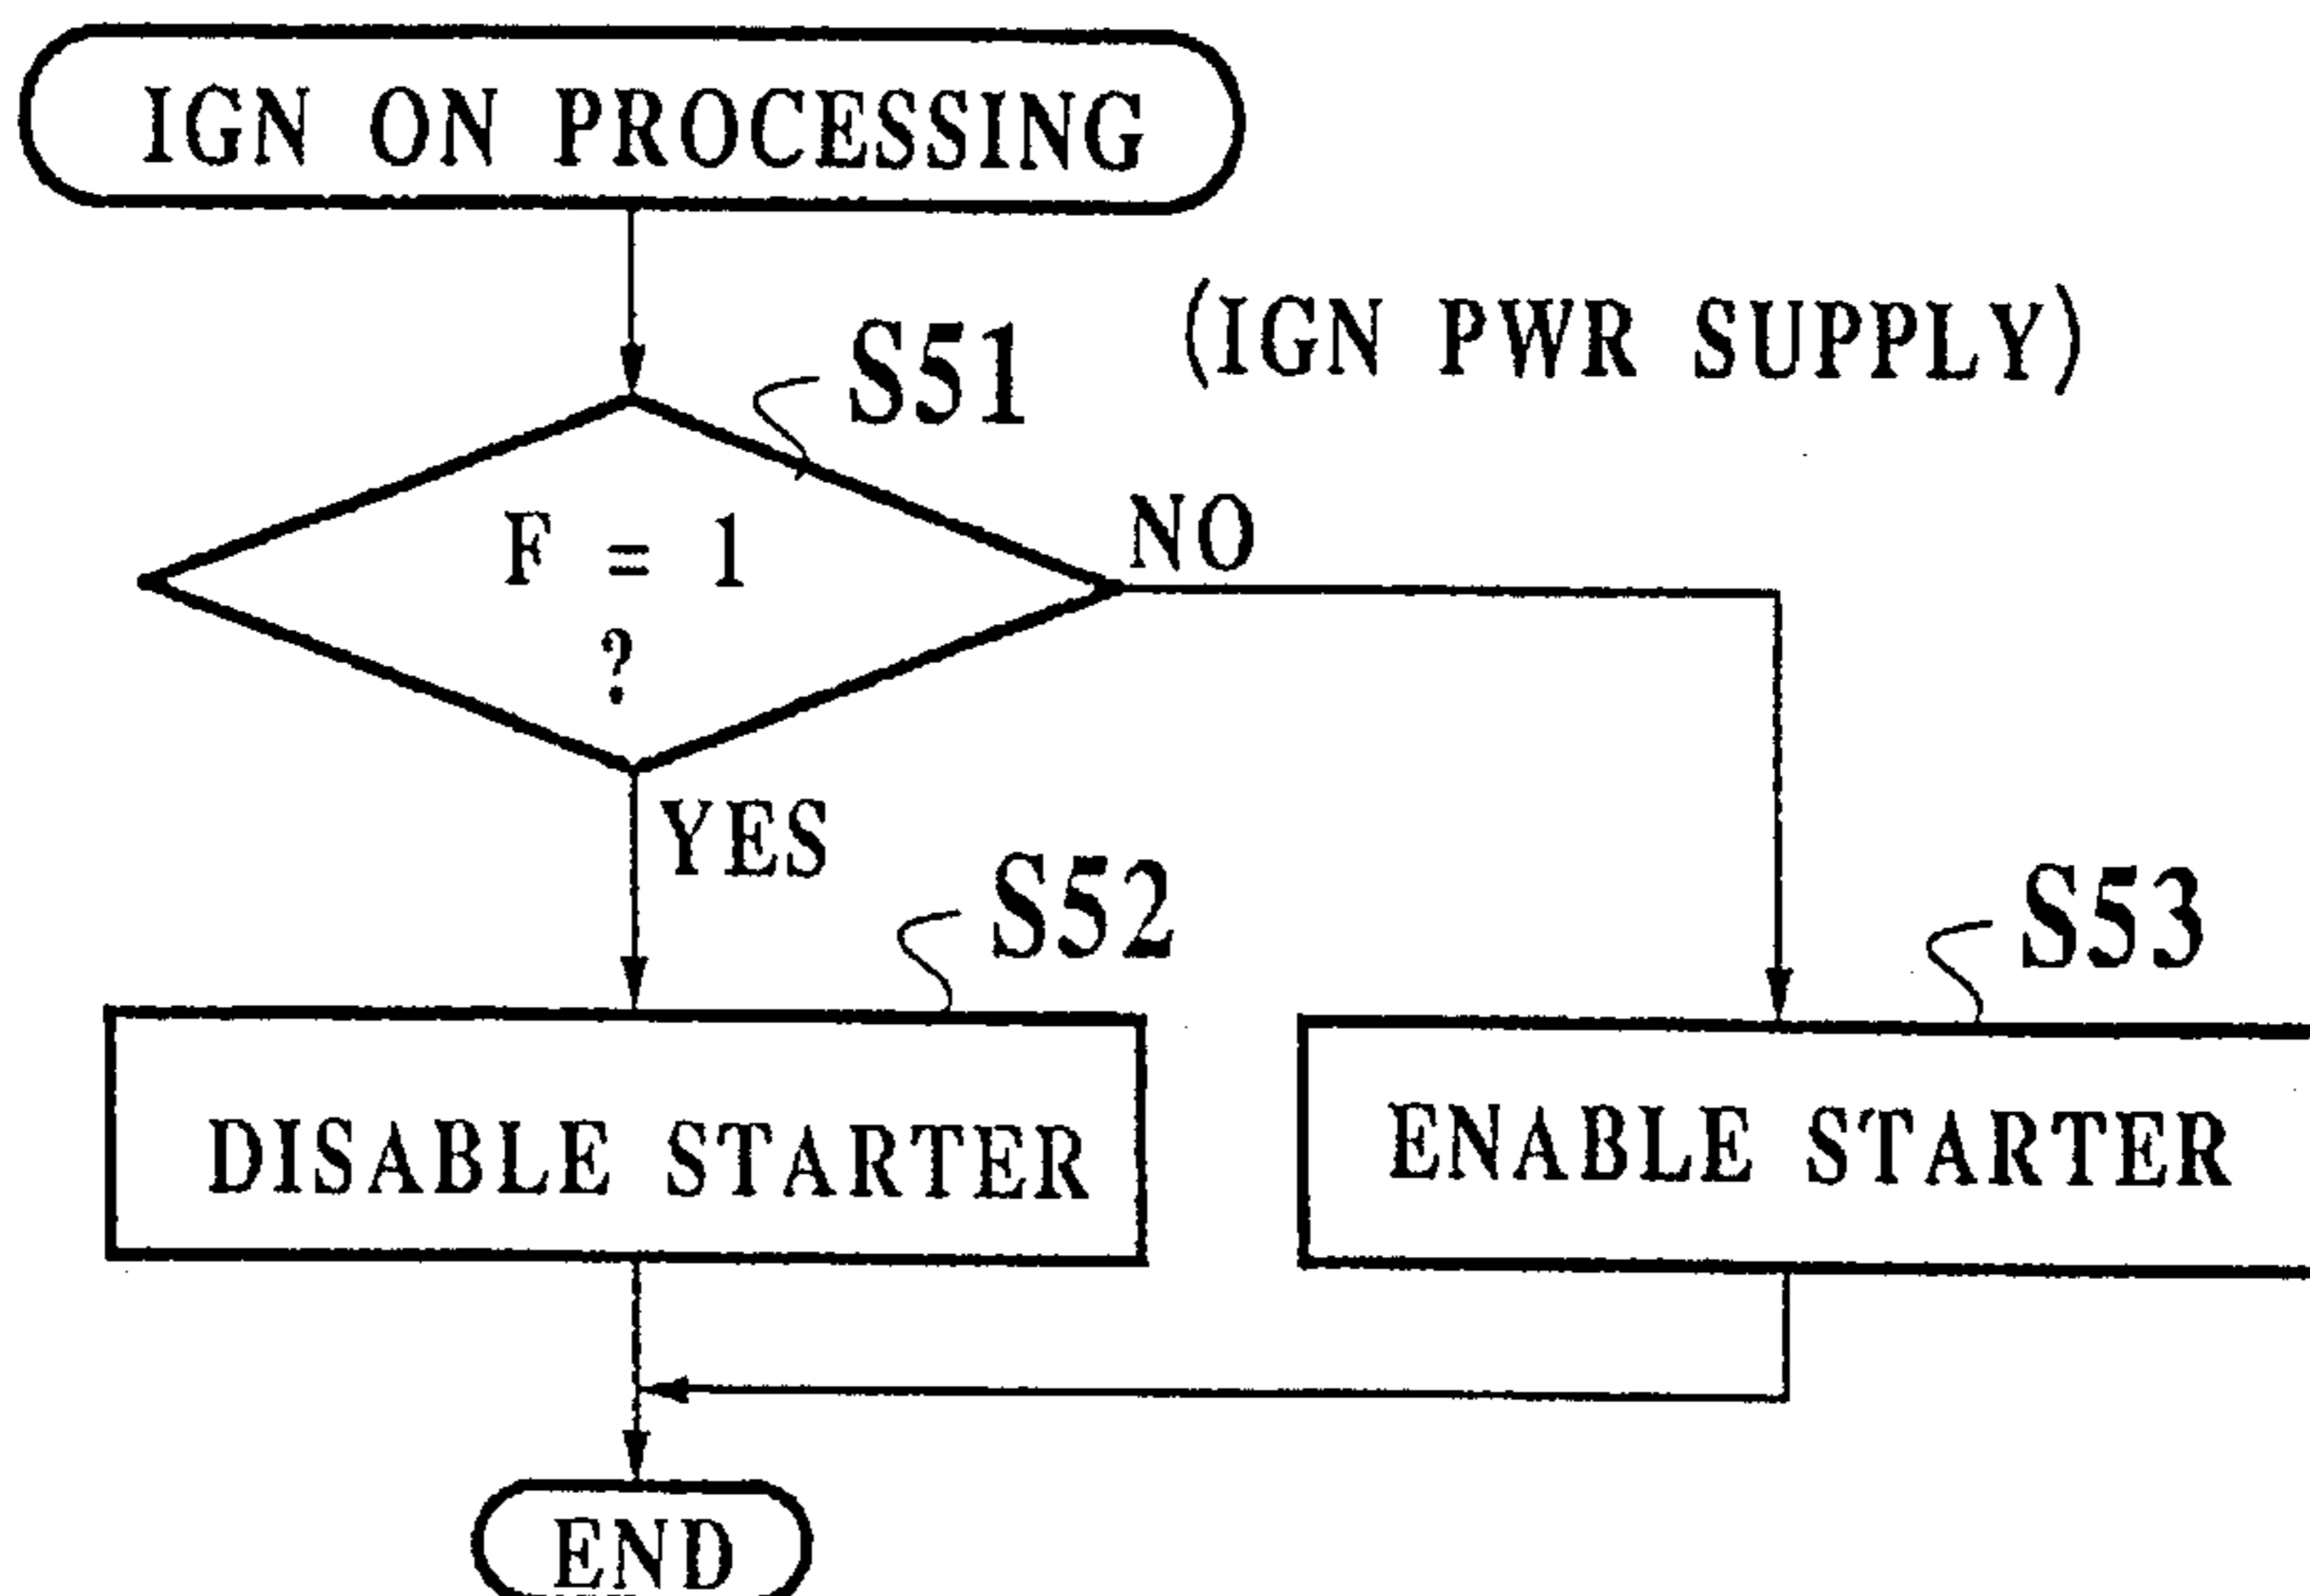 IGN ON PROCESSING
(IGN PWR SUPPLY)
S51
F = 1
?
NO
YES
S52
S53
DISABLE STARTER
ENABLE STARTER
END